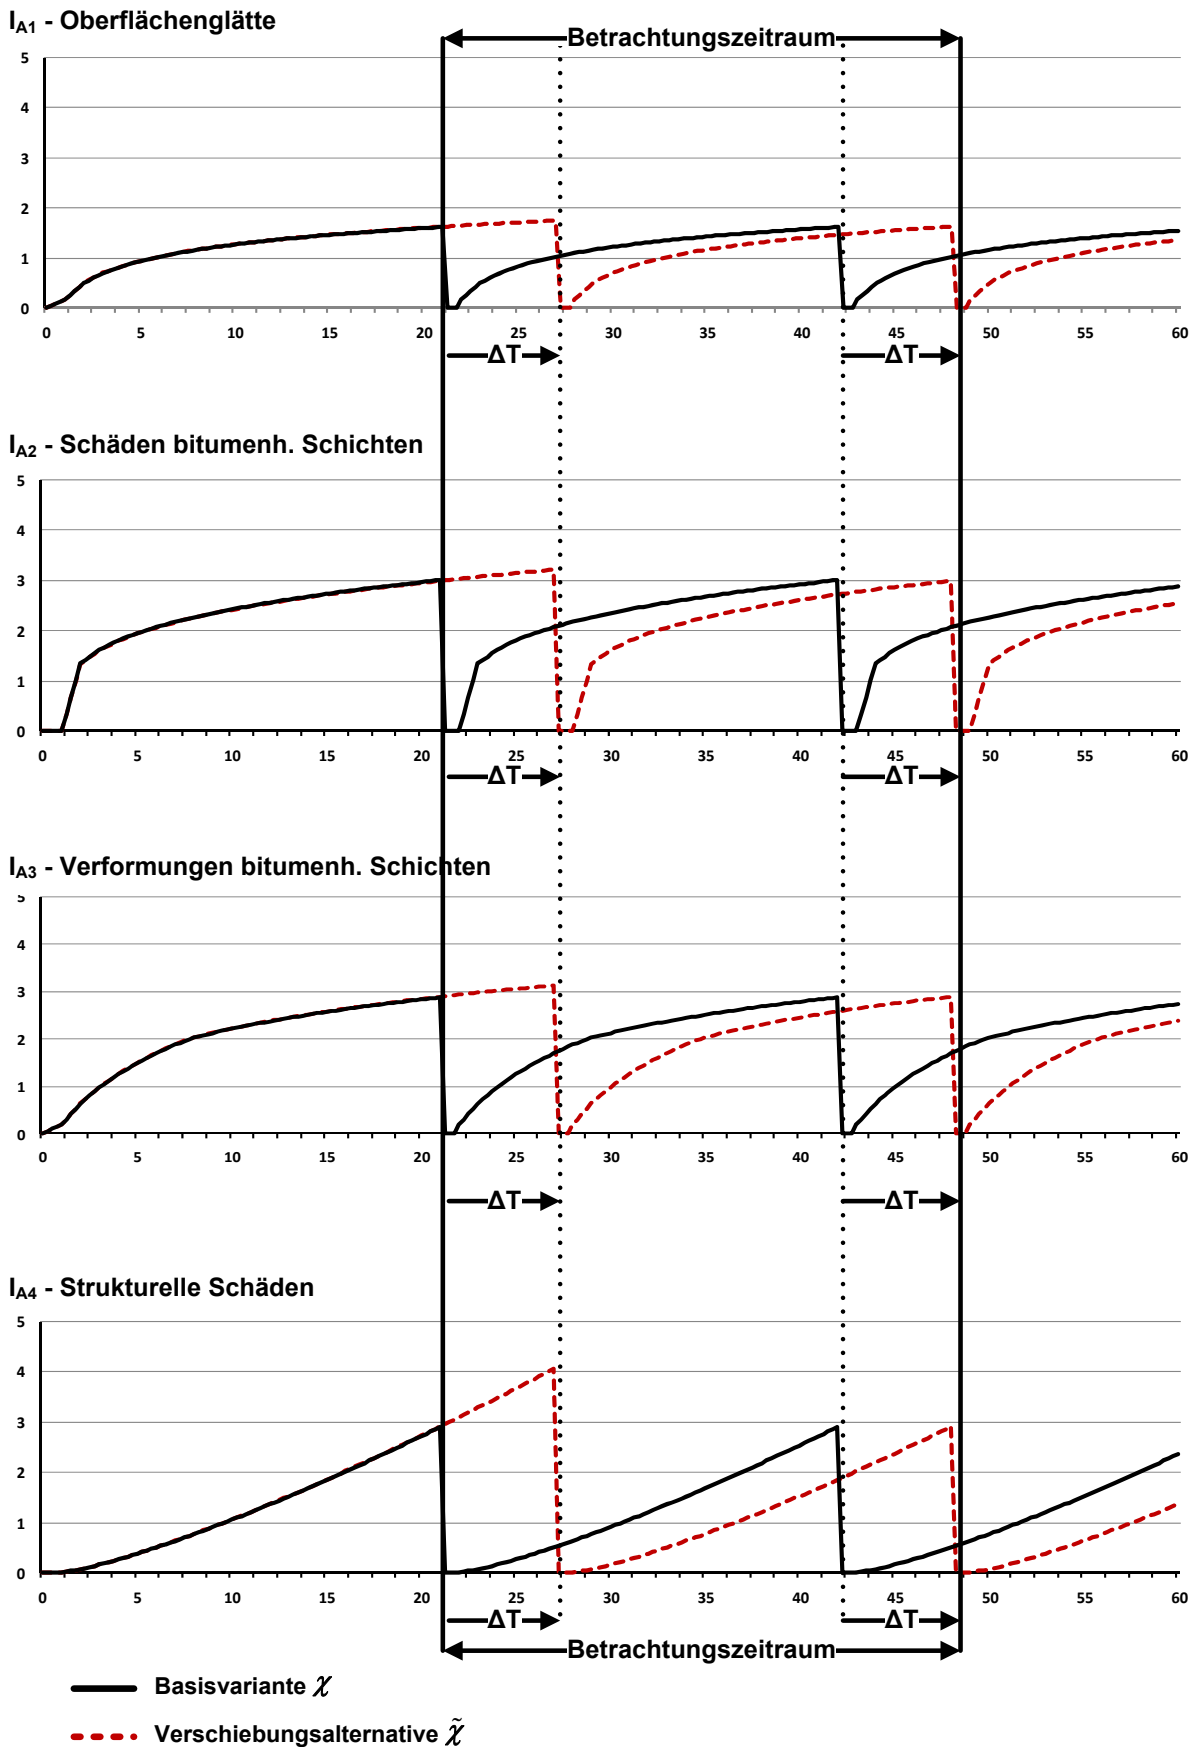 I_A1 - Oberflächenglätte
Betrachtungszeitraum
5
4
3
2
1
0
0 5 10 15 20 25 30 35 40 45 50 55 60
ΔT ΔT
I_A2 - Schäden bitumenh. Schichten
5
4
3
2
1
0
0 5 10 15 20 25 30 35 40 45 50 55 60
ΔT ΔT
I_A3 - Verformungen bitumenh. Schichten
5
4
3
2
1
0
0 5 10 15 20 25 30 35 40 45 50 55 60
ΔT ΔT
I_A4 - Strukturelle Schäden
5
4
3
2
1
0
0 5 10 15 20 25 30 35 40 45 50 55 60
ΔT ΔT
Betrachtungszeitraum
Basisvariante χ
Verschiebungsalternative χ̃